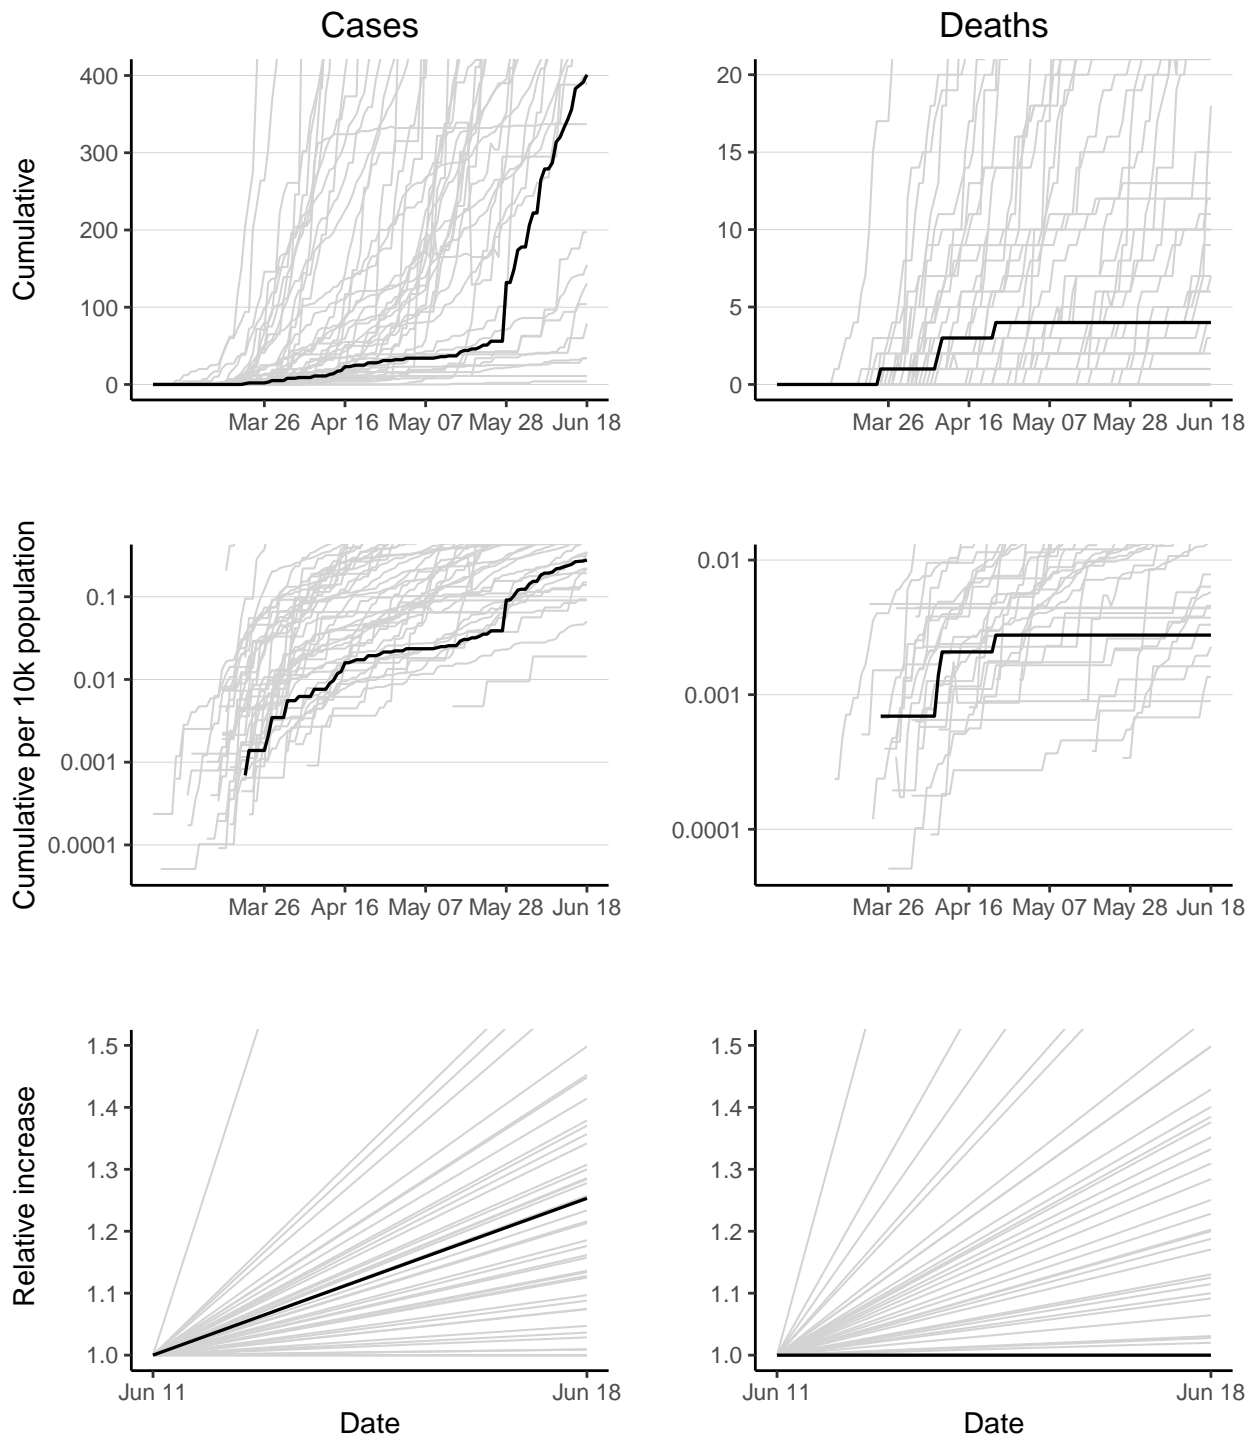 Cases
Deaths
Cumulative
400
300
200
100
0
Mar 26 Apr 16 May 07 May 28 Jun 18
20
15
10
5
0
Mar 26 Apr 16 May 07 May 28 Jun 18
Cumulative per 10k population
0.1
0.01
0.001
0.0001
Mar 26 Apr 16 May 07 May 28 Jun 18
0.01
0.001
0.0001
Mar 26 Apr 16 May 07 May 28 Jun 18
Relative increase
1.5
1.4
1.3
1.2
1.1
1.0
Jun 11 Jun 18
Date
1.5
1.4
1.3
1.2
1.1
1.0
Jun 11 Jun 18
Date